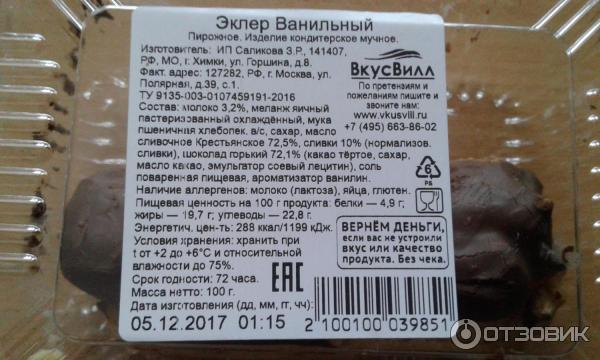 Эклер Ванильный
Пирожное. Изделие кондитерское мучное.
Изготовитель: ИП Саликова З.Р., 141407,
РФ, МО, г. Химки, ул. Горшина, д.8.
Факт. адрес: 127282, РФ, г. Москва, ул.
Полярная, д.39, с.1.
ТУ 9135-003-0107459191-2016
ВкусВилл
По претензиям и
пожеланиям пишите и
звоните нам:
www.vkusvill.ru
+7 (495) 663-86-02
Состав: молоко 3,2%, меланж яичный
пастеризованный охлаждённый, мука
пшеничная хлебопек. в/с, сахар, масло
сливочное Крестьянское 72,5%, сливки 10% (нормализов.
сливки), шоколад горький 72,1% (какао тёртое, сахар,
масло какао, эмульгатор соевый лецитин), соль
поваренная пищевая, ароматизатор ванилин.
Наличие аллергенов: молоко (лактоза), яйца, глютен.
Пищевая ценность на 100 г продукта: белки — 4,9 г;
жиры — 19,7 г; углеводы — 22,8 г.
Энергетич. цен-ть: 288 ккал/1199 кДж.
Условия хранения: хранить при
t от +2 до +6°С и относительной
влажности до 75%.
Срок годности: 72 часа.
Масса нетто: 100 г.
Дата изготовления (дд, мм, гг, чч):
05.12.2017 01:15
6
PS
ВЕРНЁМ ДЕНЬГИ,
если вас не устроили
вкус или качество
продукта. Без чека.
ЕАС
2 100100 039851
ОТЗОВИК